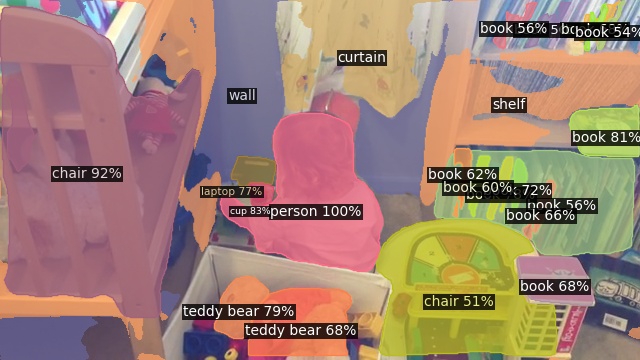 book 56%
book 54%
curtain
wall
shelf
book 81%
chair 92%
book 62%
laptop 77%
book 60%
72%
book 56%
cup 83%
person 100%
book 66%
book 68%
chair 51%
teddy bear 79%
teddy bear 68%